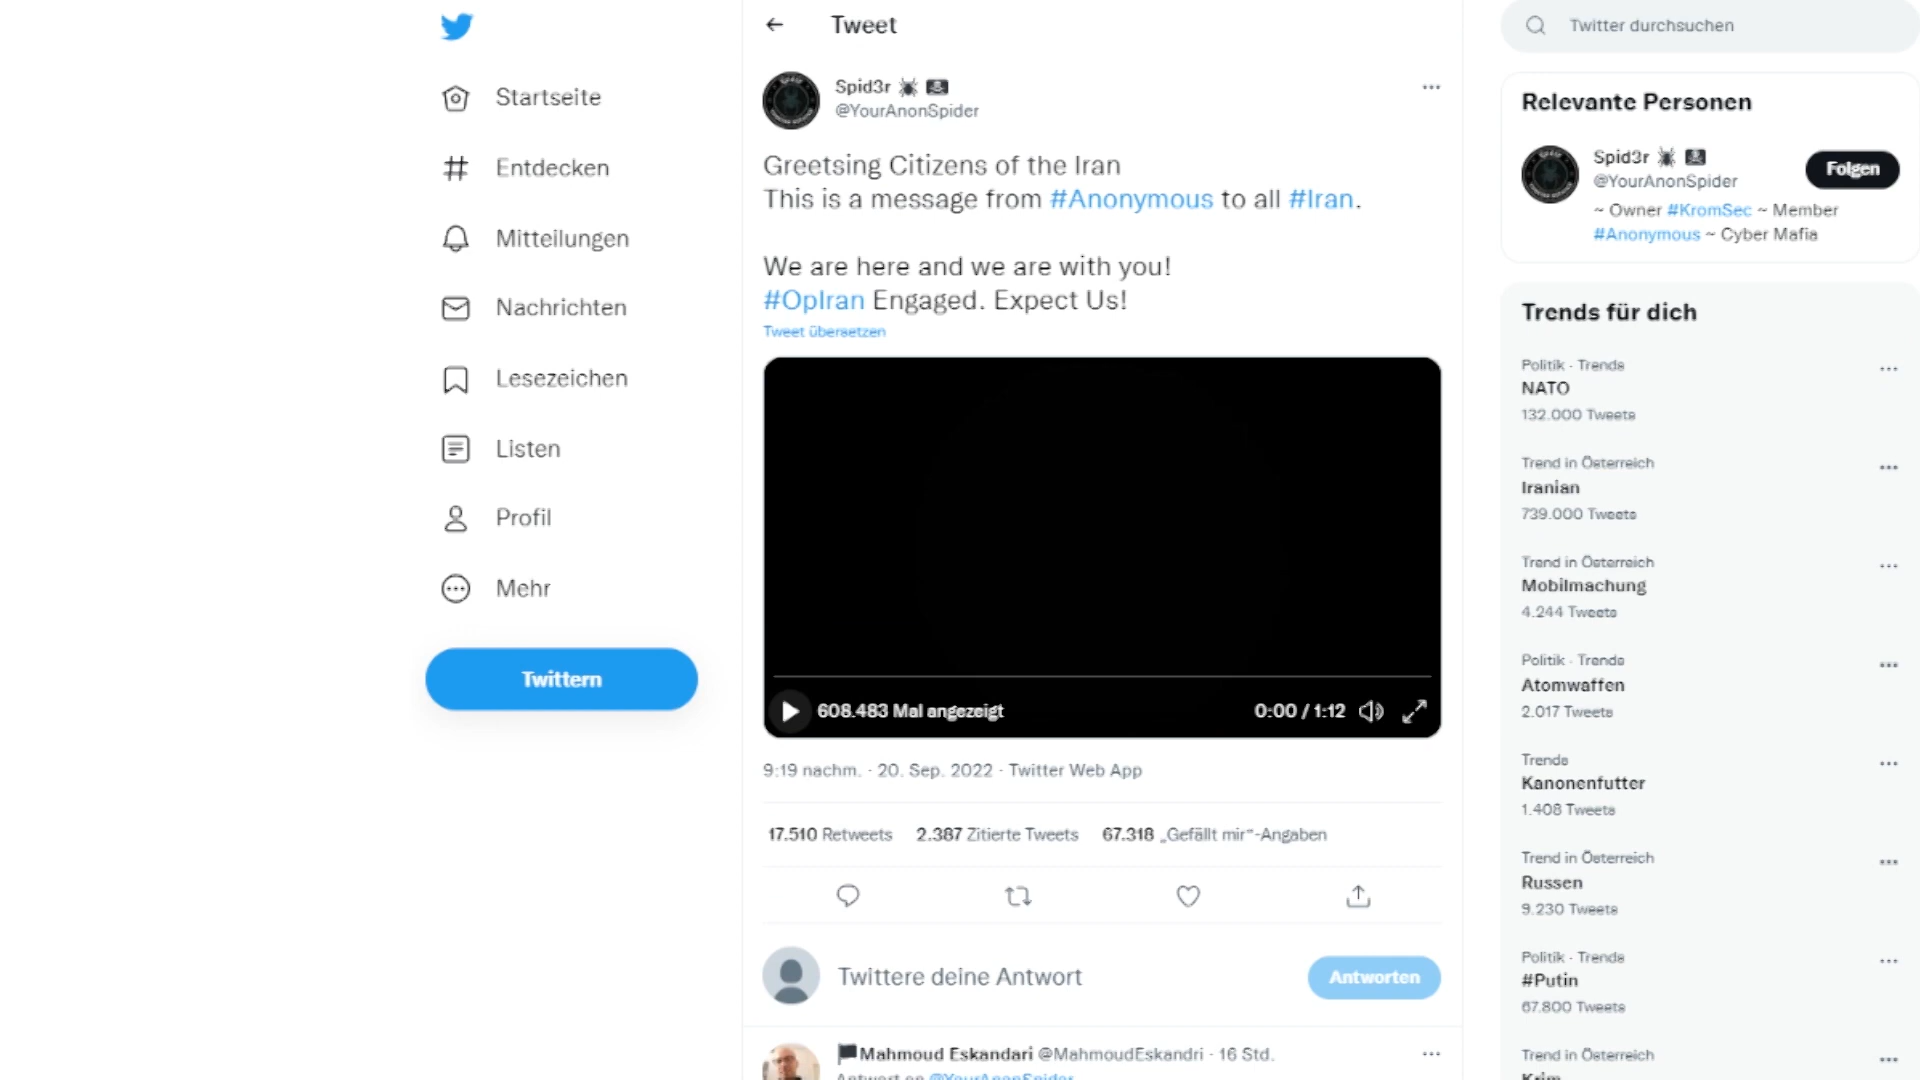 Tweet
Startseite
Entdecken
Mitteilungen
Nachrichten
Lesezeichen
Listen
Profil
Mehr
Twittern
Spid3r
@YourAnonSpider
Greetsing Citizens of the Iran
This is a message from #Anonymous to all #Iran.
We are here and we are with you!
#OpIran Engaged. Expect Us!
Tweet übersetzen
608.483 Mal angezeigt
0:00 / 1:12
9:19 nachm. · 20. Sep. 2022 · Twitter Web App
17.510 Retweets 2.387 Zitierte Tweets 67.318 „Gefällt mir“-Angaben
Twittere deine Antwort
Antworten
Mahmoud Eskandari @MahmoudEskandri · 16 Std.
Antwort an @YourAnonSpider
Twitter durchsuchen
Relevante Personen
Spid3r
@YourAnonSpider
Folgen
~ Owner #KromSec ~ Member
#Anonymous ~ Cyber Mafia
Trends für dich
Politik · Trends
NATO
132.000 Tweets
Trend in Österreich
Iranian
739.000 Tweets
Trend in Österreich
Mobilmachung
4.244 Tweets
Politik · Trends
Atomwaffen
2.017 Tweets
Trends
Kanonenfutter
1.408 Tweets
Trend in Österreich
Russen
9.230 Tweets
Politik · Trends
#Putin
67.800 Tweets
Trend in Österreich
Krim